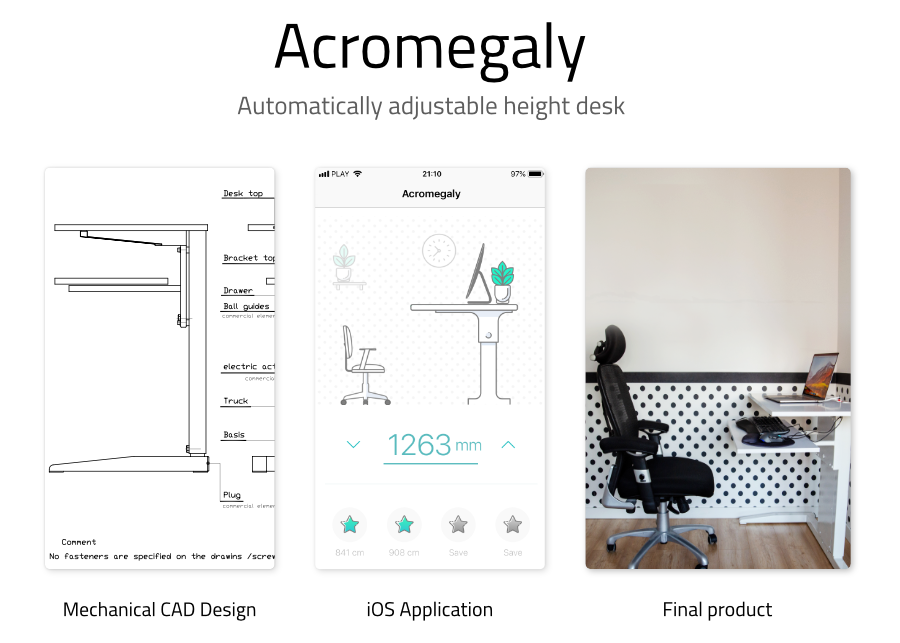 Acromegaly
Automatically adjustable height desk
Desk top
Bracket top
Drawer
Ball guides
commercial elemen
electric act
commercia
Truck
Basis
Plug
commercial elemen
Comment
No fasteners are specified on the drawins /screw
PLAY 21:10 97%
Acromegaly
1263 mm
841 cm 908 cm Save Save
Mechanical CAD Design
iOS Application
Final product